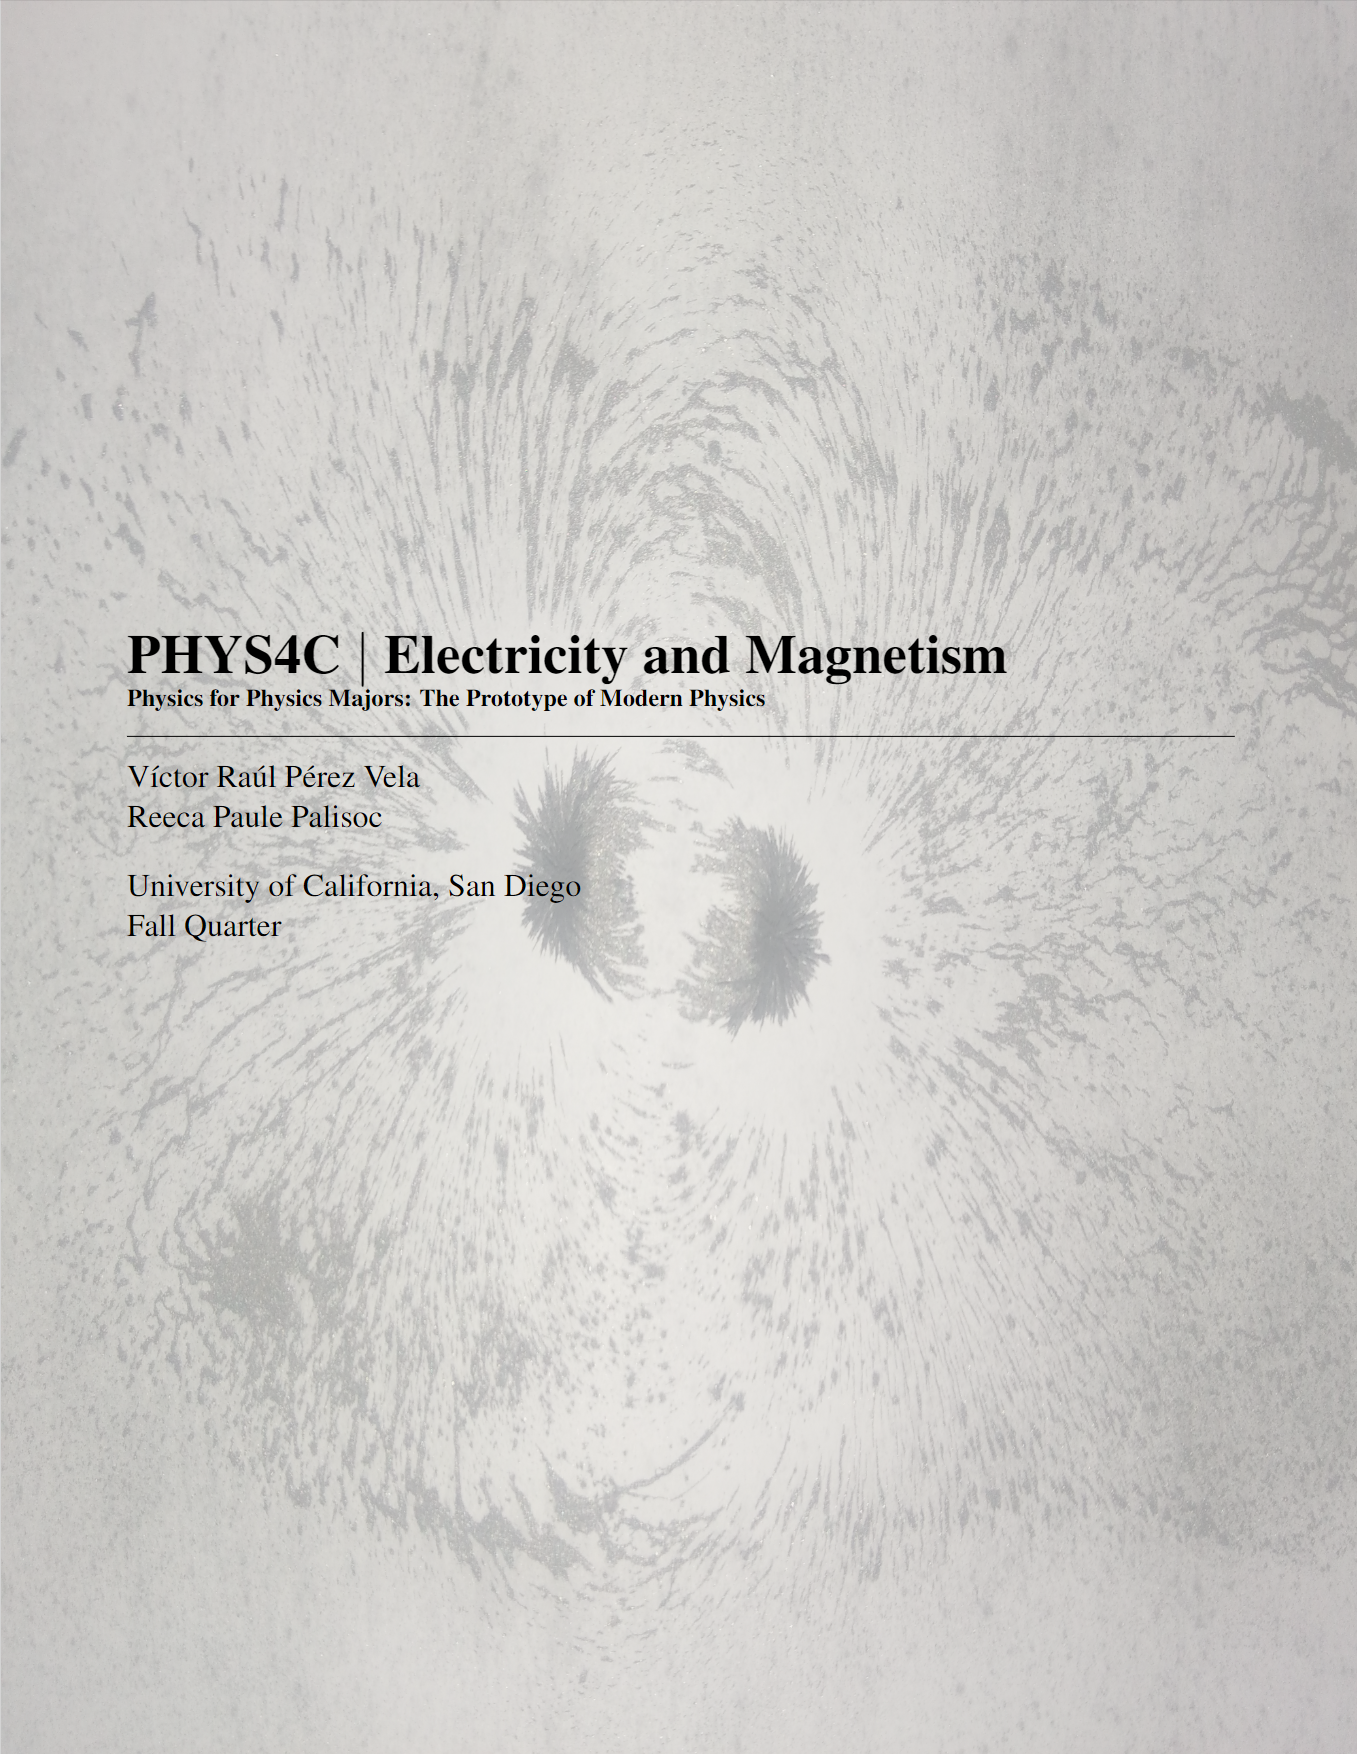 PHYS4C | Electricity and Magnetism
Physics for Physics Majors: The Prototype of Modern Physics
Víctor Raúl Pérez Vela
Reeca Paule Palisoc
University of California, San Diego
Fall Quarter